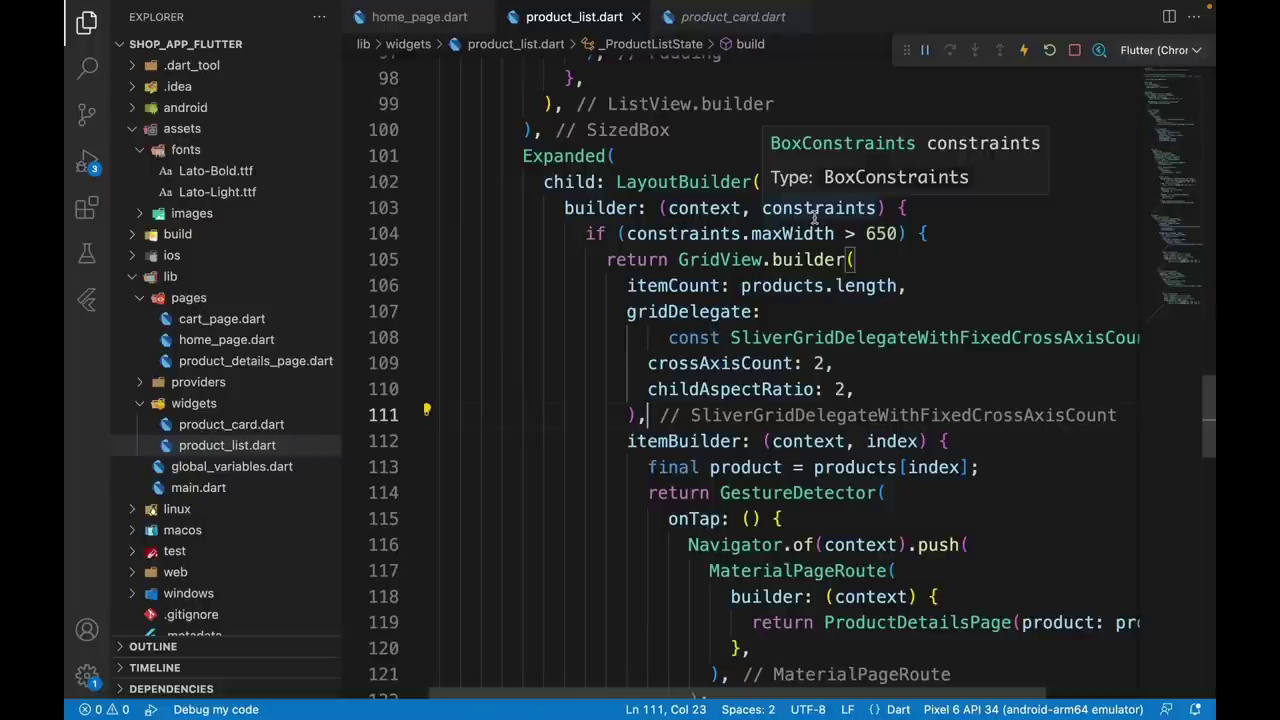 EXPLORER
SHOP_APP_FLUTTER
.dart_tool
.idea
android
assets
fonts
Lato-Bold.ttf
Lato-Light.ttf
images
build
ios
lib
pages
cart_page.dart
home_page.dart
product_details_page.dart
providers
widgets
product_card.dart
product_list.dart
global_variables.dart
main.dart
linux
macos
test
web
windows
.gitignore
.metadata
OUTLINE
TIMELINE
DEPENDENCIES
3
1
home_page.dart
product_list.dart
product_card.dart
lib > widgets > product_list.dart > _ProductListState > build
Flutter (Chror
97 ), // Padding
98 },
99 ), // ListView.builder
100 ), // SizedBox
101 Expanded(
102 child: LayoutBuilder(
103 builder: (context, constraints) {
104 if (constraints.maxWidth > 650) {
105 return GridView.builder(
106 itemCount: products.length,
107 gridDelegate:
108 const SliverGridDelegateWithFixedCrossAxisCou
109 crossAxisCount: 2,
110 childAspectRatio: 2,
111 ), // SliverGridDelegateWithFixedCrossAxisCount
112 itemBuilder: (context, index) {
113 final product = products[index];
114 return GestureDetector(
115 onTap: () {
116 Navigator.of(context).push(
117 MaterialPageRoute(
118 builder: (context) {
119 return ProductDetailsPage(product: pro
120 },
121 ), // MaterialPageRoute
BoxConstraints constraints
Type: BoxConstraints
0 0 Debug my code Ln 111, Col 23 Spaces: 2 UTF-8 LF {} Dart Pixel 6 API 34 (android-arm64 emulator)